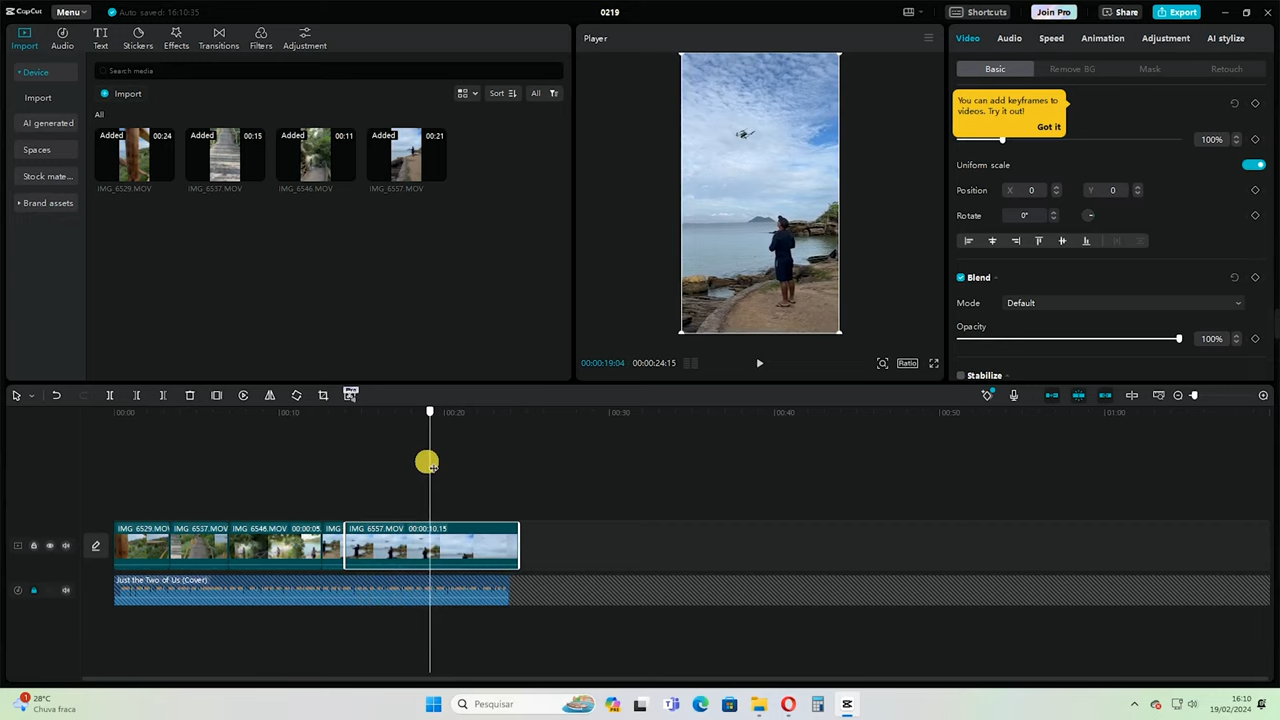 CapCut
Menu
Auto saved: 16:10:35
0219
Shortcuts
Join Pro
Share
Export
Import
Audio
Text
Stickers
Effects
Transitions
Filters
Adjustment
Player
Video
Audio
Speed
Animation
Adjustment
AI stylize
Device
Import
AI generated
Spaces
Stock mate...
Brand assets
Search media
Import
Sort
All
All
Added 00:24
Added 00:15
Added 00:11
Added 00:21
IMG_6529.MOV
IMG_6537.MOV
IMG_6546.MOV
IMG_6557.MOV
00:00:19:04
00:00:24:15
Ratio
Basic
Remove BG
Mask
Retouch
You can add keyframes to
videos. Try it out!
Got it
100%
Uniform scale
Position X 0 Y 0
Rotate 0°
Blend
Mode Default
Opacity
100%
Stabilize
Pro
00:00
00:10
00:20
00:30
00:40
00:50
01:00
IMG_6529.MOV
IMG_6537.MOV
IMG_6546.MOV 00:00:05
IMG
IMG_6557.MOV 00:00:10:15
Just the Two of Us (Cover)
1
28°C
Chuva fraca
Pesquisar
16:10
19/02/2024